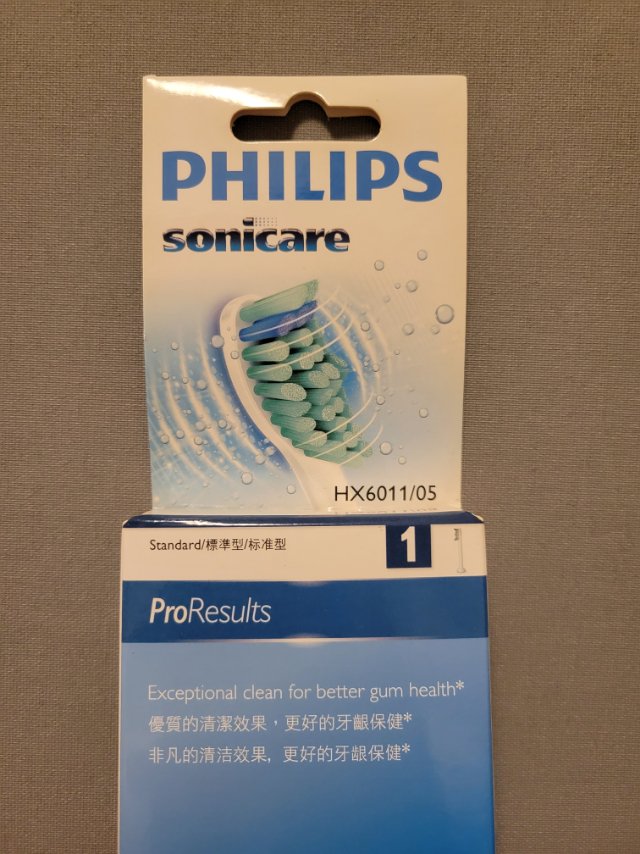 PHILIPS
sonicare
HX6011/05
Standard/標準型/标准型
1
ProResults
Exceptional clean for better gum health*
優質的清潔效果，更好的牙齦保健*
非凡的清洁效果, 更好的牙龈保健*